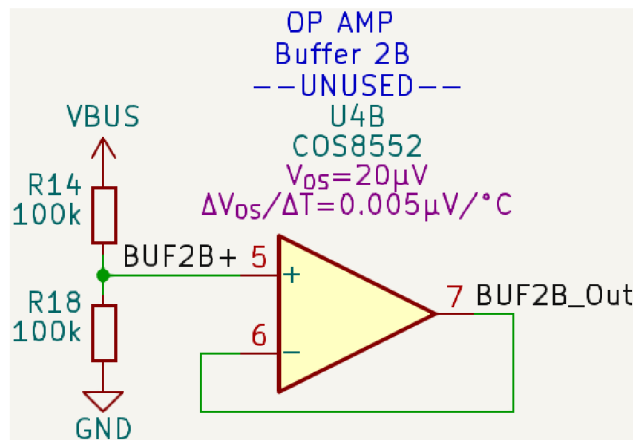 OP AMP
Buffer 2B
--UNUSED--
U4B
COS8552
VOS=20µV
ΔVOS/ΔT=0.005µV/°C
VBUS
R14
100k
BUF2B+
5
+
R18
100k
6
−
7
BUF2B_Out
GND